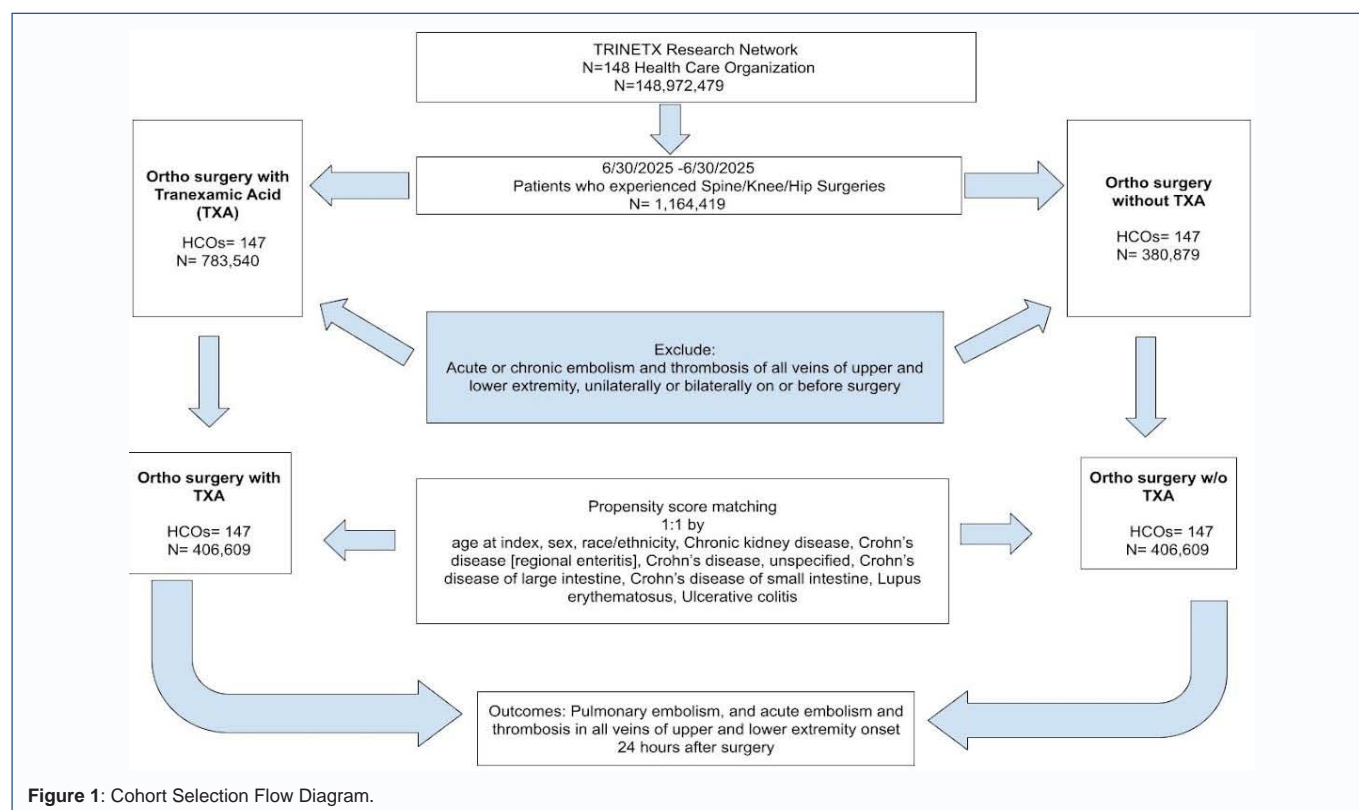 TRINETX Research Network
N=148 Health Care Organization
N=148,972,479
6/30/2025 -6/30/2025
Patients who experienced Spine/Knee/Hip Surgeries
N= 1,164,419
Ortho surgery with
Tranexamic Acid
(TXA)
HCOs= 147
N= 783,540
Ortho surgery
without TXA
HCOs= 147
N= 380,879
Exclude:
Acute or chronic embolism and thrombosis of all veins of upper and
lower extremity, unilaterally or bilaterally on or before surgery
Ortho surgery with
TXA
HCOs= 147
N= 406,609
Propensity score matching
1:1 by
age at index, sex, race/ethnicity, Chronic kidney disease, Crohn's
disease [regional enteritis], Crohn's disease, unspecified, Crohn's
disease of large intestine, Crohn's disease of small intestine, Lupus
erythematosus, Ulcerative colitis
Ortho surgery w/o
TXA
HCOs= 147
N= 406,609
Outcomes: Pulmonary embolism, and acute embolism and
thrombosis in all veins of upper and lower extremity onset
24 hours after surgery
Figure 1: Cohort Selection Flow Diagram.